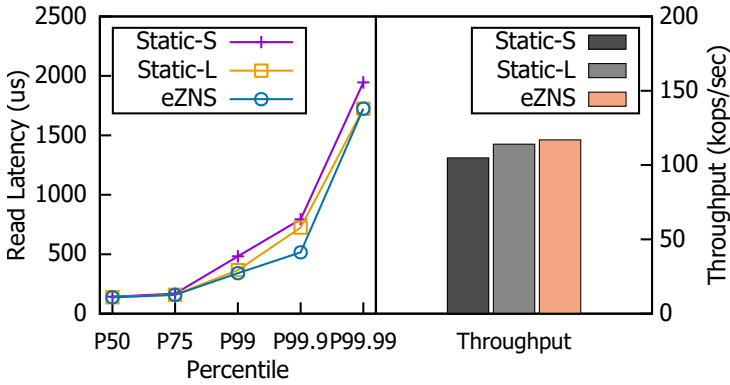 2500
2000
1500
1000
500
0
Read Latency (us)
Static-S
Static-L
eZNS
P50 P75 P99 P99.9 P99.99
Percentile
Static-S
Static-L
eZNS
Throughput
200
150
100
50
0
Throughput (kops/sec)